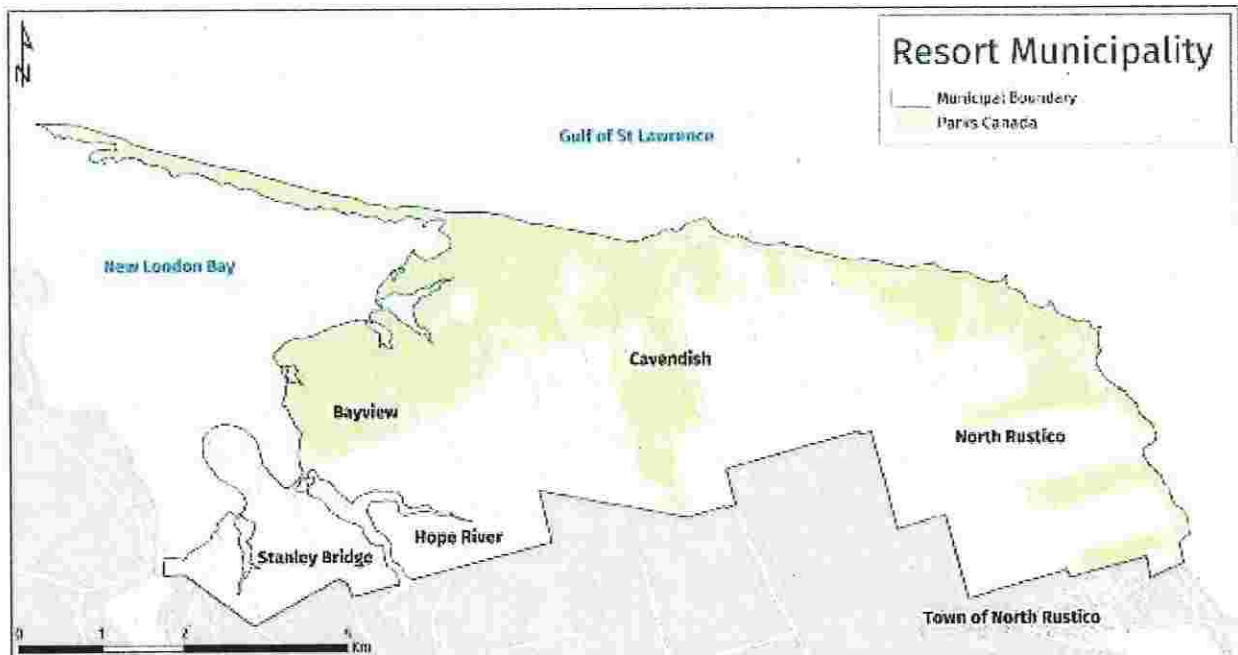 N
Resort Municipality
Municipal Boundary
Parks Canada
Gulf of St Lawrence
New London Bay
Cavendish
Bayview
North Rustico
Hope River
Stanley Bridge
Town of North Rustico
0 1 2
Km